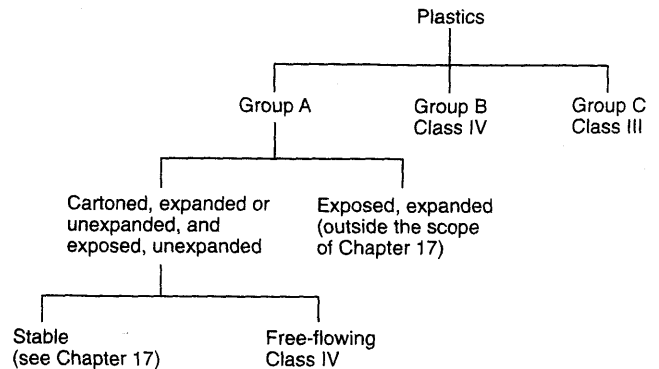 Plastics
Group A
Group B
Class IV
Group C
Class III
Cartoned, expanded or
unexpanded, and
exposed, unexpanded
Exposed, expanded
(outside the scope
of Chapter 17)
Stable
(see Chapter 17)
Free-flowing
Class IV